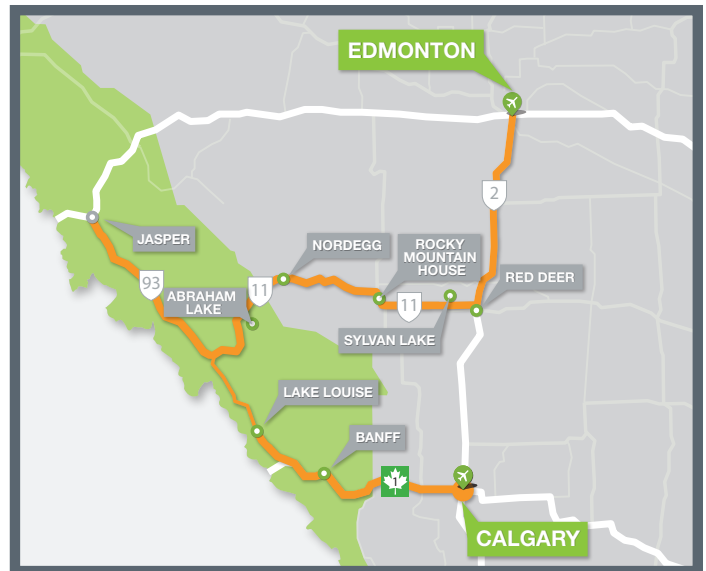 EDMONTON
2
JASPER
NORDEGG
ROCKY
MOUNTAIN
HOUSE
RED DEER
93
ABRAHAM
LAKE
11
11
SYLVAN LAKE
LAKE LOUISE
BANFF
1
CALGARY